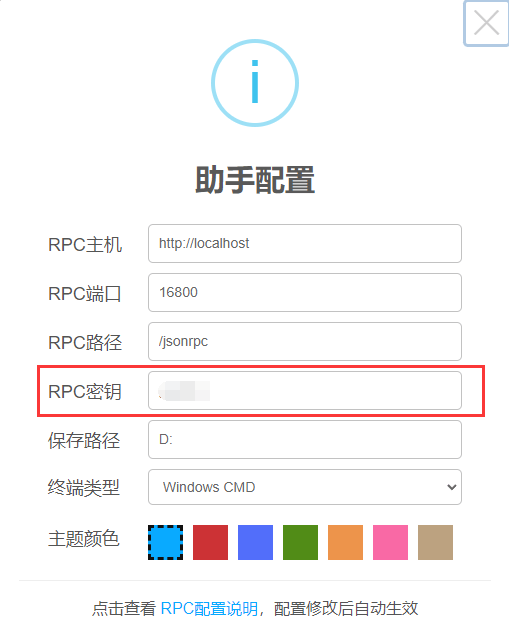 助手配置
RPC主机 http://localhost
RPC端口 16800
RPC路径 /jsonrpc
RPC密钥
保存路径 D:
终端类型 Windows CMD
主题颜色
点击查看 RPC配置说明，配置修改后自动生效